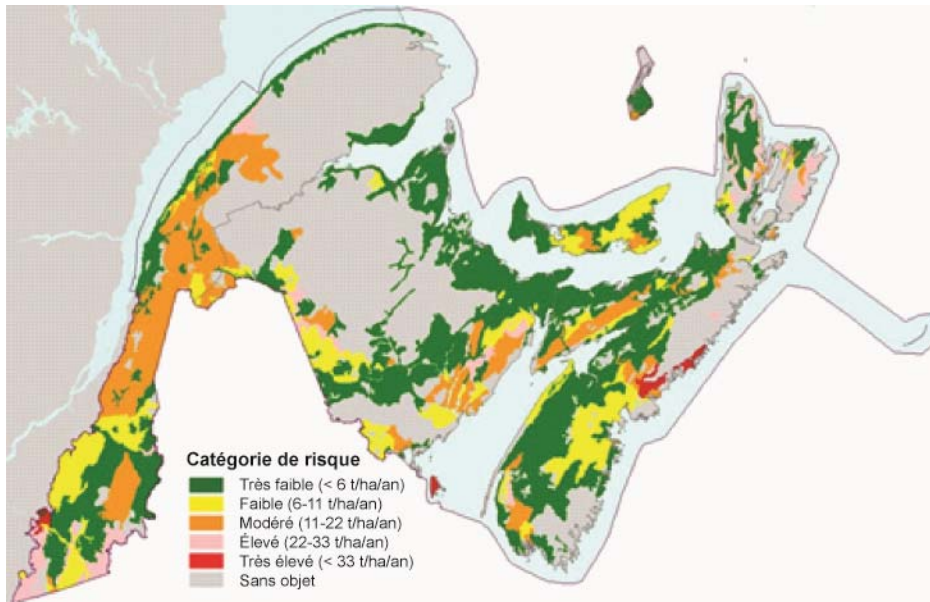 Catégorie de risque
Très faible (< 6 t/ha/an)
Faible (6-11 t/ha/an)
Modéré (11-22 t/ha/an)
Élevé (22-33 t/ha/an)
Très élevé (< 33 t/ha/an)
Sans objet